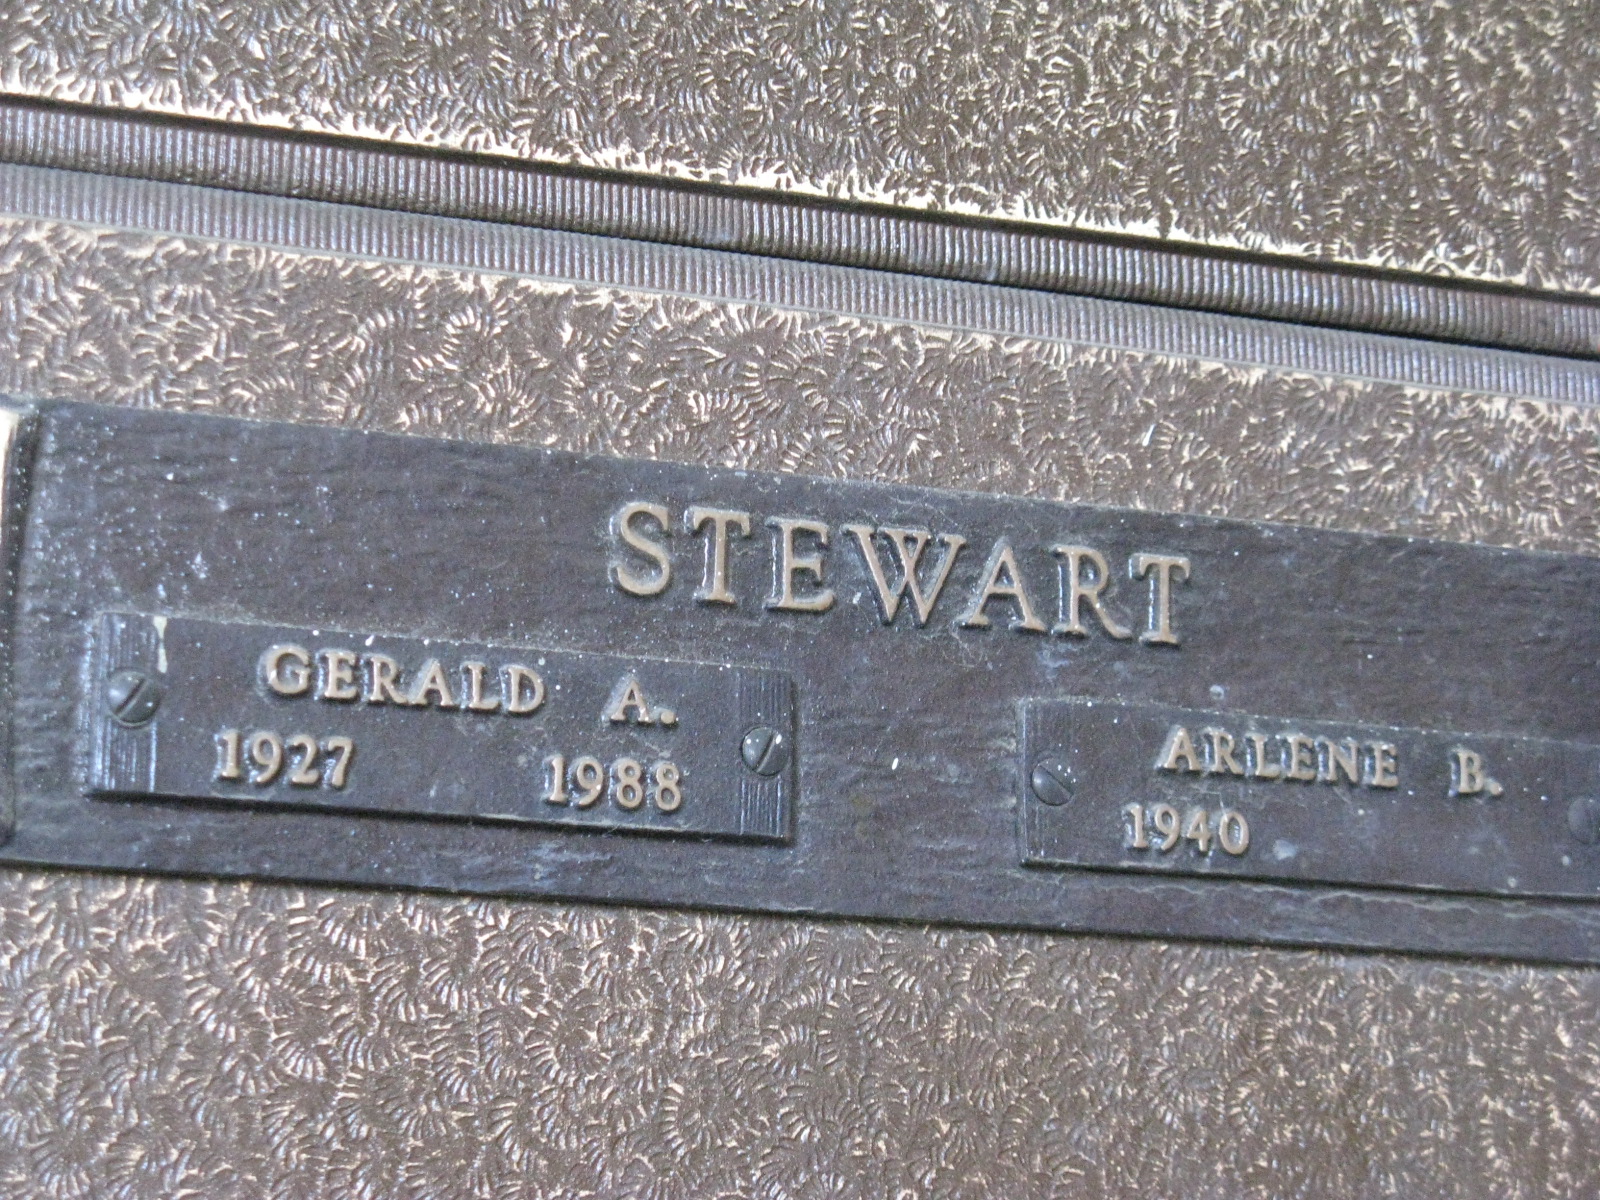 STEWART
GERALD A.
1927 1988
ARLENE B.
1940